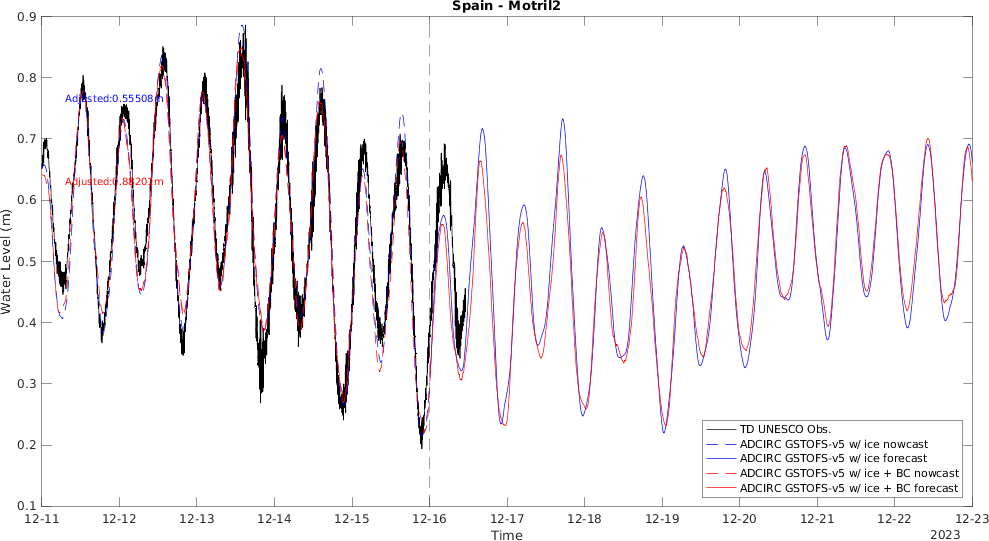 Spain - Motril2
0.9
0.8
0.7
0.6
0.5
0.4
0.3
0.2
0.1
Water Level (m)
Adjusted:0.55508m
Adjusted:0.88201m
TD UNESCO Obs.
ADCIRC GSTOFS-v5 w/ ice nowcast
ADCIRC GSTOFS-v5 w/ ice forecast
ADCIRC GSTOFS-v5 w/ ice + BC nowcast
ADCIRC GSTOFS-v5 w/ ice + BC forecast
12-11 12-12 12-13 12-14 12-15 12-16 12-17 12-18 12-19 12-20 12-21 12-22 12-23
Time
2023